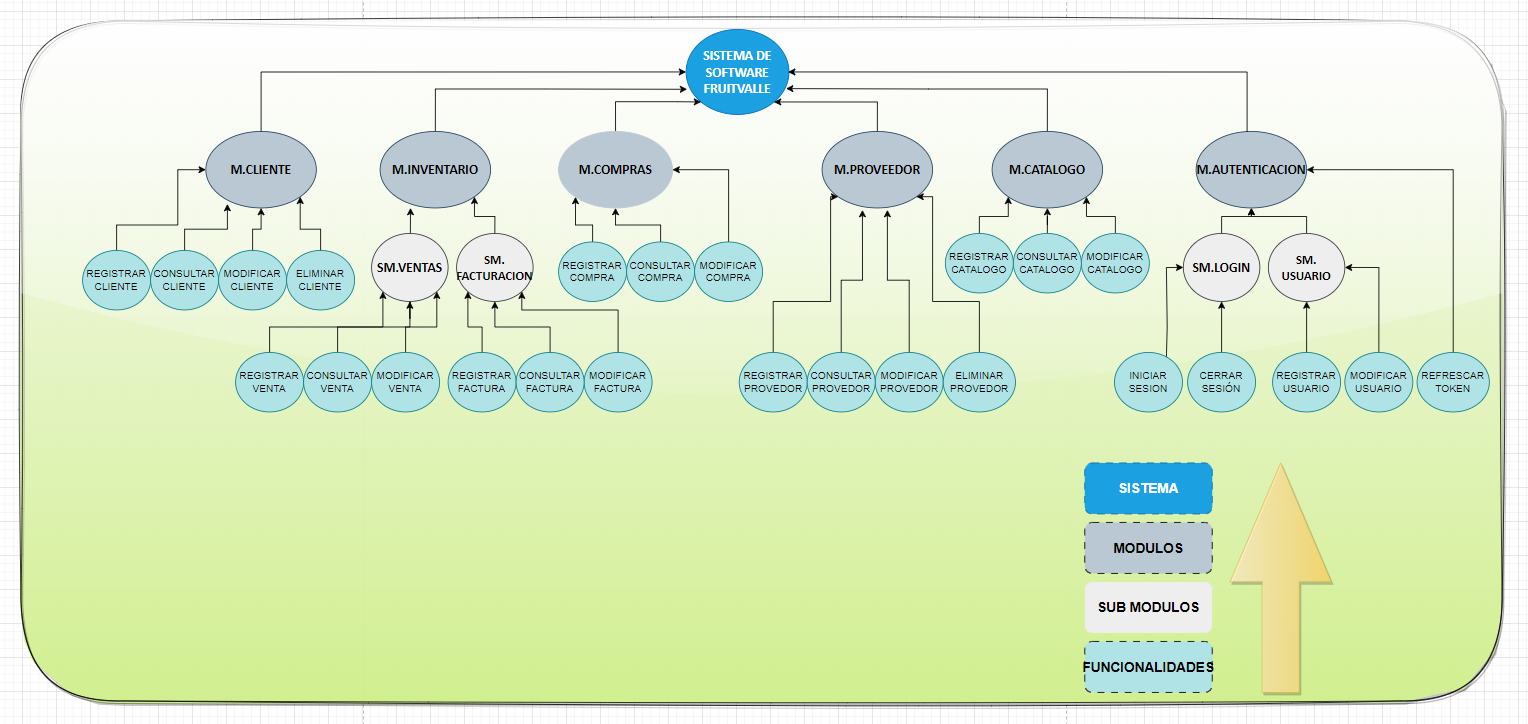 SISTEMA DE
SOFTWARE
FRUITVALLE
M.CLIENTE
M.INVENTARIO
M.COMPRAS
M.PROVEEDOR
M.CATALOGO
M.AUTENTICACION
REGISTRAR
CLIENTE
CONSULTAR
CLIENTE
MODIFICAR
CLIENTE
ELIMINAR
CLIENTE
SM.VENTAS
SM.
FACTURACION
REGISTRAR
COMPRA
CONSULTAR
COMPRA
MODIFICAR
COMPRA
REGISTRAR
CATALOGO
CONSULTAR
CATALOGO
MODIFICAR
CATALOGO
SM.LOGIN
SM.
USUARIO
REGISTRAR
VENTA
CONSULTAR
VENTA
MODIFICAR
VENTA
REGISTRAR
FACTURA
CONSULTAR
FACTURA
MODIFICAR
FACTURA
REGISTRAR
PROVEDOR
CONSULTAR
PROVEDOR
MODIFICAR
PROVEDOR
ELIMINAR
PROVEDOR
INICIAR
SESION
CERRAR
SESIÓN
REGISTRAR
USUARIO
MODIFICAR
USUARIO
REFRESCAR
TOKEN
SISTEMA
MODULOS
SUB MODULOS
FUNCIONALIDADES